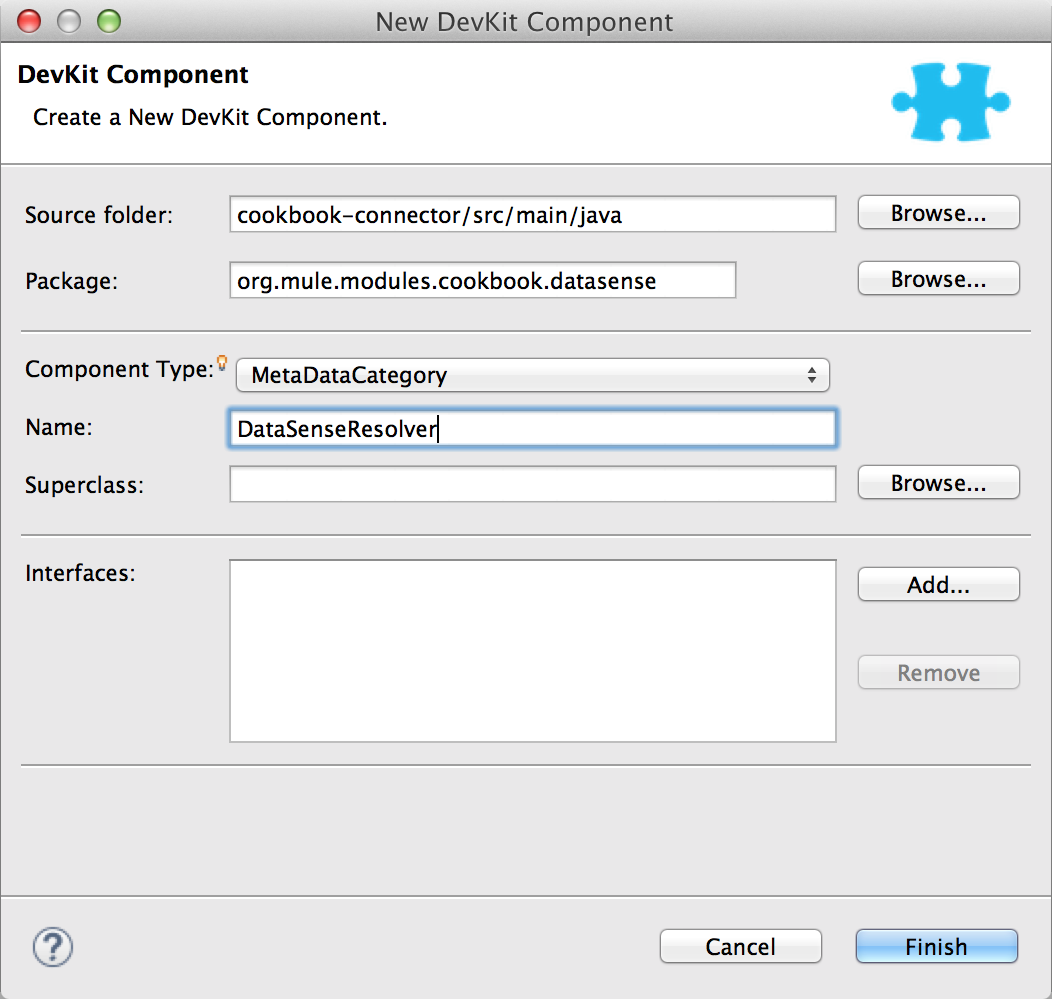 New DevKit Component
DevKit Component
Create a New DevKit Component.
Source folder: cookbook-connector/src/main/java Browse...
Package: org.mule.modules.cookbook.datasense Browse...
Component Type: MetaDataCategory
Name: DataSenseResolver
Superclass: Browse...
Interfaces: Add...
Remove
? Cancel Finish